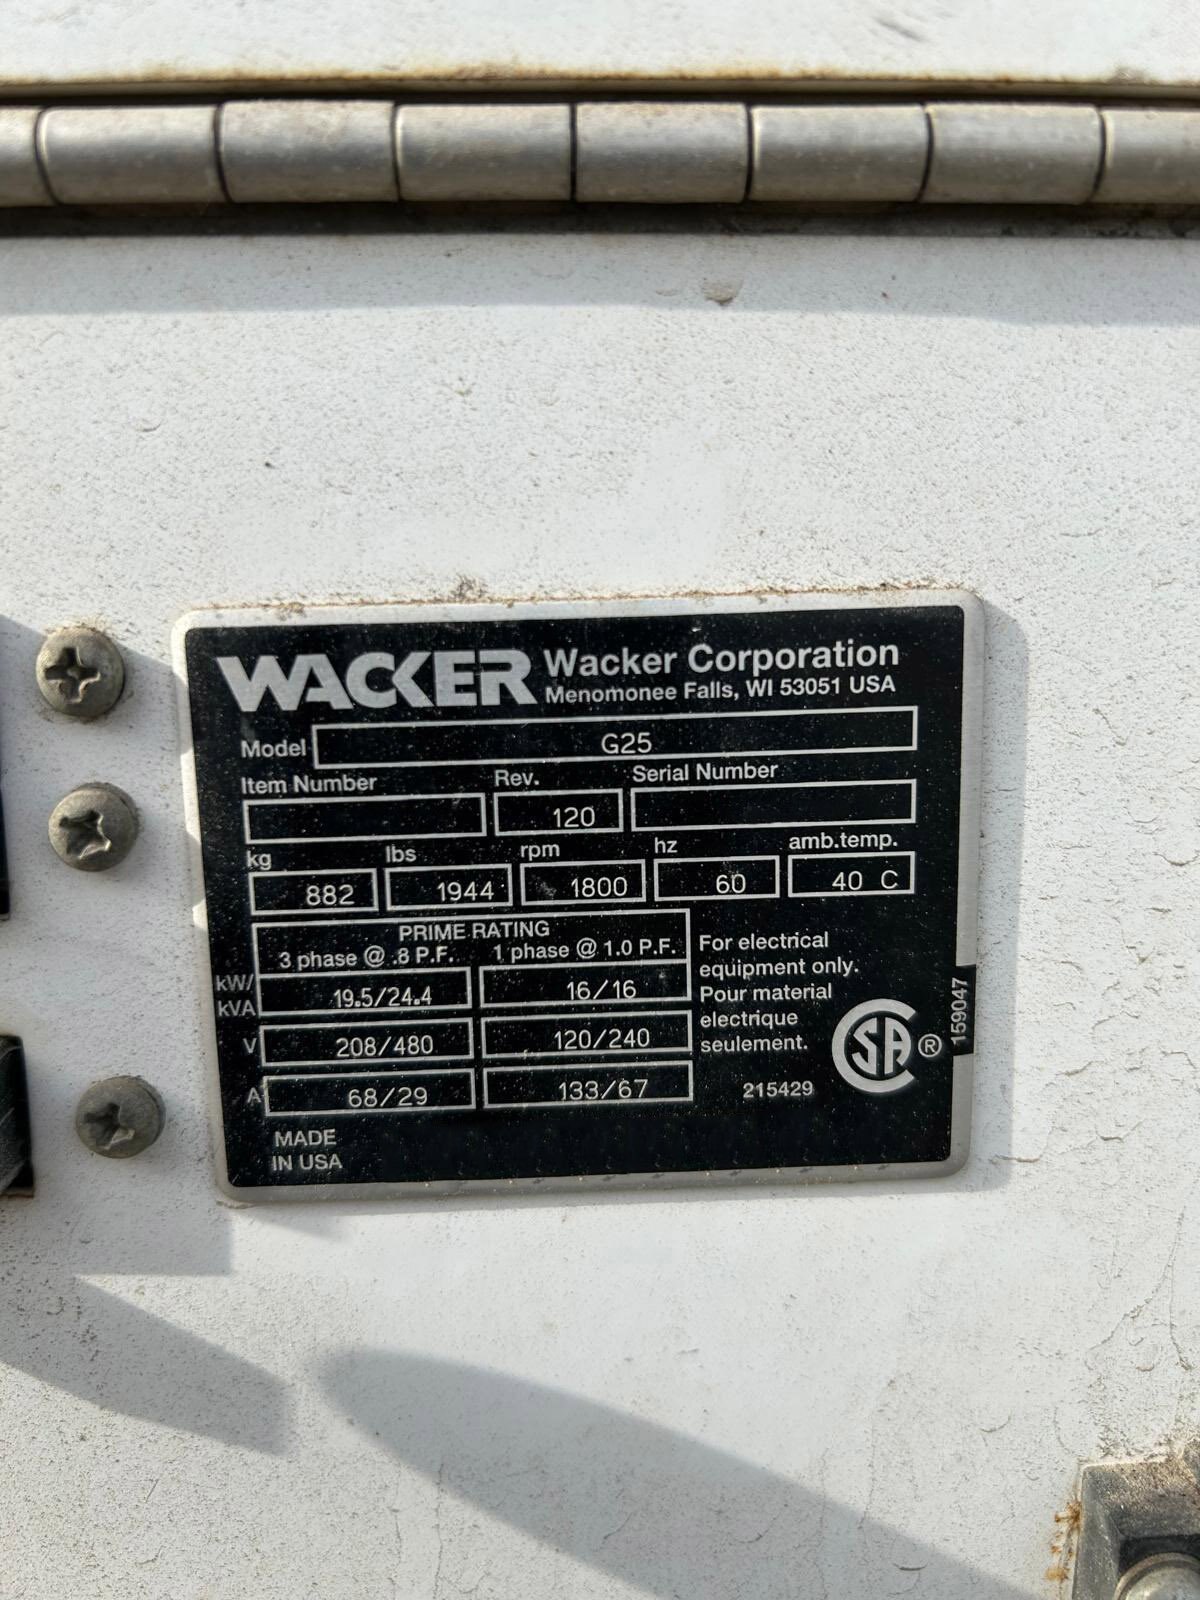 WACKER Wacker Corporation
Menomonee Falls, WI 53051 USA
Model G25
Item Number Rev. Serial Number
120
kg lbs rpm hz amb.temp.
882 1944 1800 60 40 C
PRIME RATING
3 phase @ .8 P.F. 1 phase @ 1.0 P.F.
kW/
kVA 19.5/24.4 16/16
V 208/480 120/240
A 68/29 133/67
For electrical
equipment only.
Pour material
electrique
seulement.
215429
CSA ®
159047
MADE
IN USA